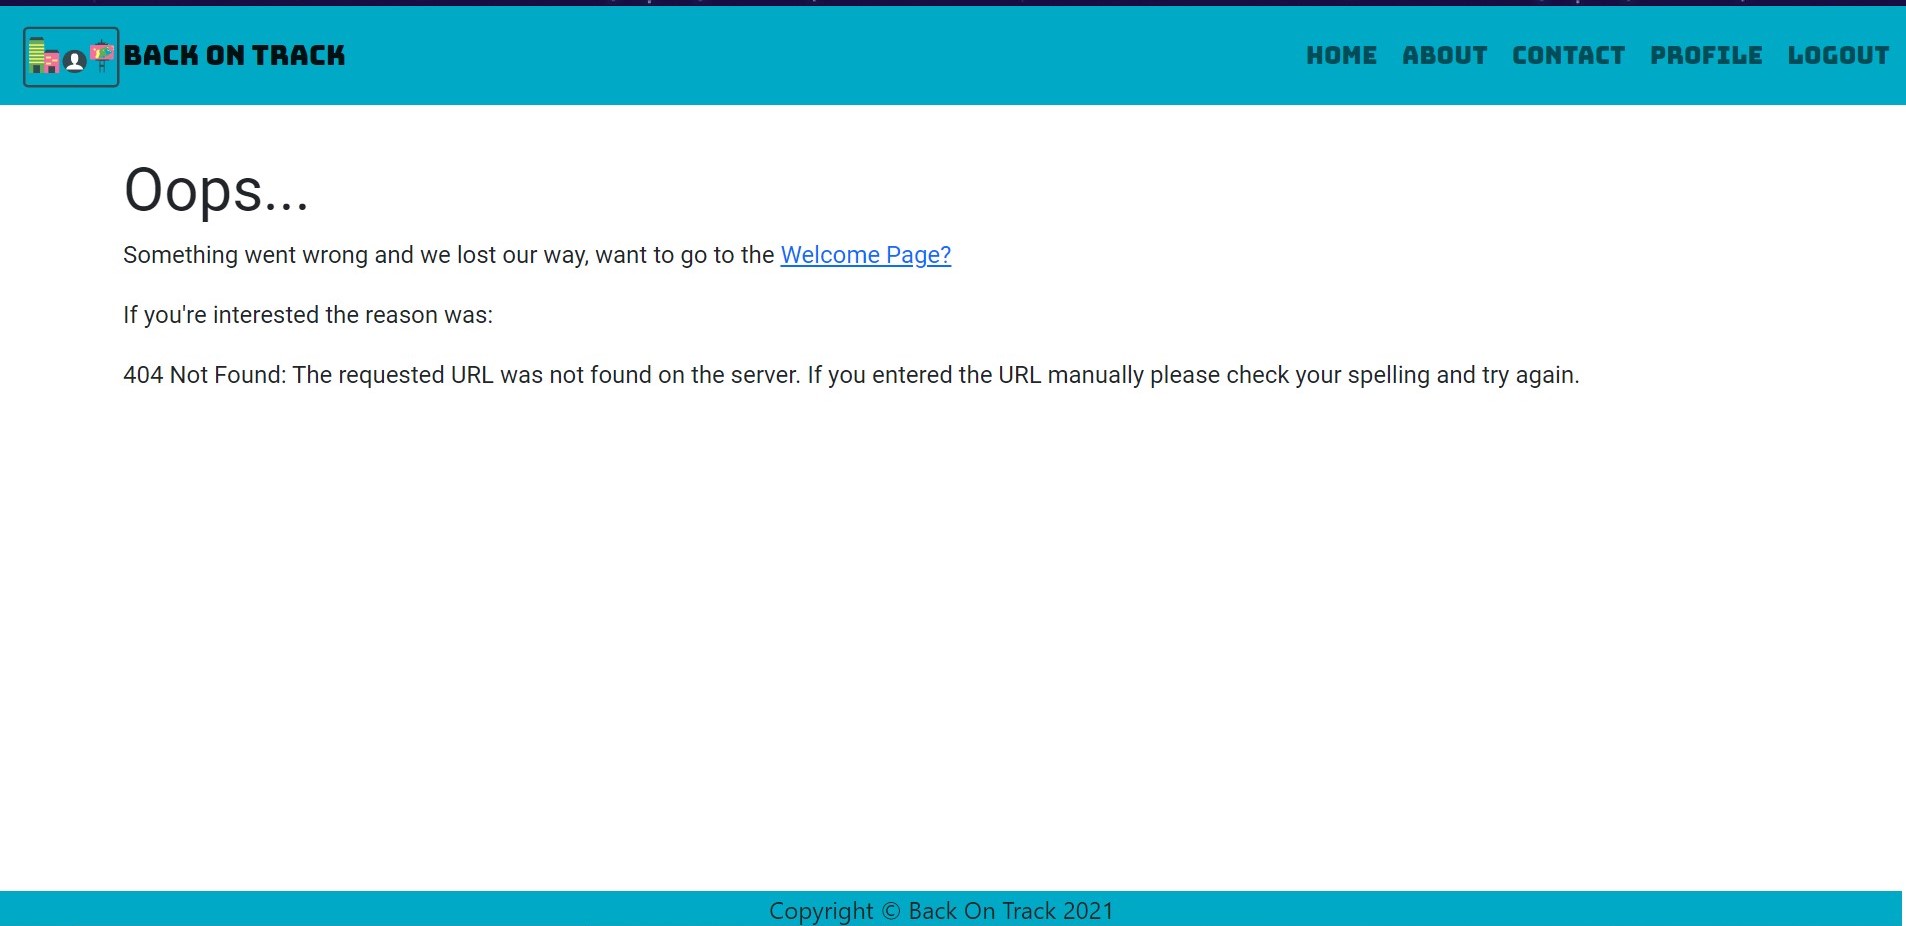 BACK ON TRACK
HOME ABOUT CONTACT PROFILE LOGOUT
Oops...
Something went wrong and we lost our way, want to go to the Welcome Page?
If you're interested the reason was:
404 Not Found: The requested URL was not found on the server. If you entered the URL manually please check your spelling and try again.
Copyright © Back On Track 2021